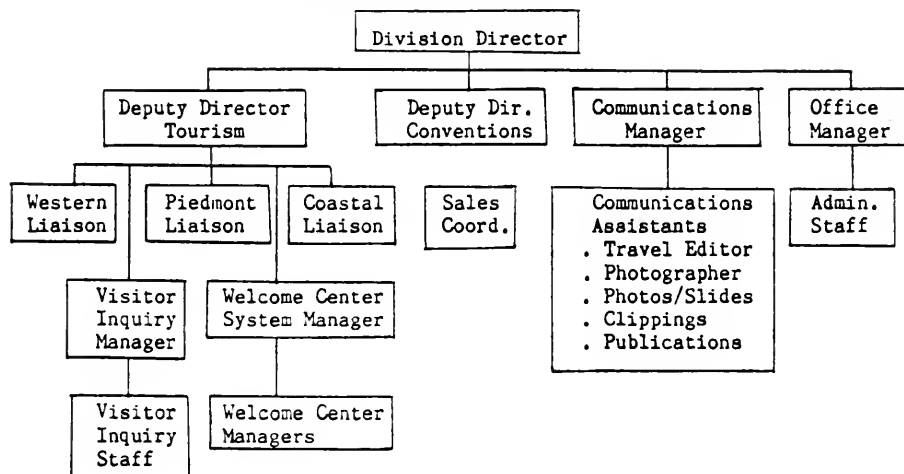 Division Director
Deputy Director
Tourism
Deputy Dir.
Conventions
Communications
Manager
Office
Manager
Western
Liaison
Piedmont
Liaison
Coastal
Liaison
Sales
Coord.
Communications
Assistants
. Travel Editor
. Photographer
. Photos/Slides
. Clippings
. Publications
Admin.
Staff
Visitor
Inquiry
Manager
Welcome Center
System Manager
Visitor
Inquiry
Staff
Welcome Center
Managers